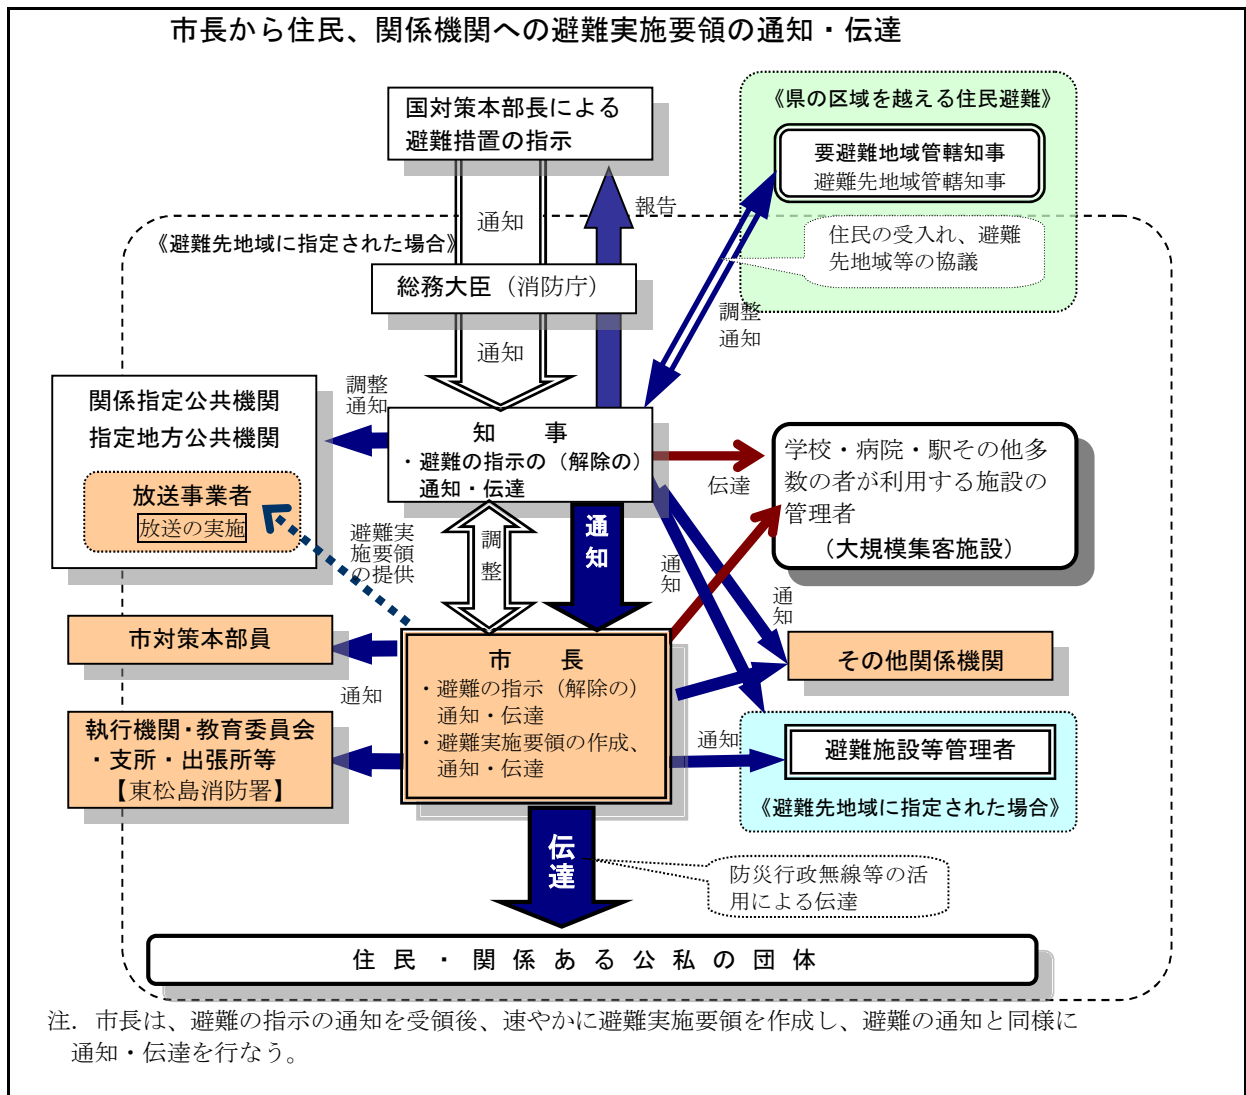 市長から住民、関係機関への避難実施要領の通知・伝達
国対策本部長による
避難措置の指示
《県の区域を越える住民避難》
要避難地域管轄知事
避難先地域管轄知事
通知
報告
《避難先地域に指定された場合》
住民の受入れ、避難
先地域等の協議
総務大臣（消防庁）
調整
通知
通知
関係指定公共機関
指定地方公共機関
調整
通知
知　事
・避難の指示の（解除の）
通知・伝達
伝達
学校・病院・駅その他多
数の者が利用する施設の
管理者
（大規模集客施設）
放送事業者
放送の実施
避難実
施要領
の提供
調整
通知
通知
通知
市対策本部員
通知
市　長
・避難の指示（解除の）
通知・伝達
・避難実施要領の作成、
通知・伝達
その他関係機関
執行機関・教育委員会
・支所・出張所等
【東松島消防署】
通知
避難施設等管理者
《避難先地域に指定された場合》
伝達
防災行政無線等の活
用による伝達
住民・関係ある公私の団体
注．市長は、避難の指示の通知を受領後、速やかに避難実施要領を作成し、避難の通知と同様に
通知・伝達を行なう。